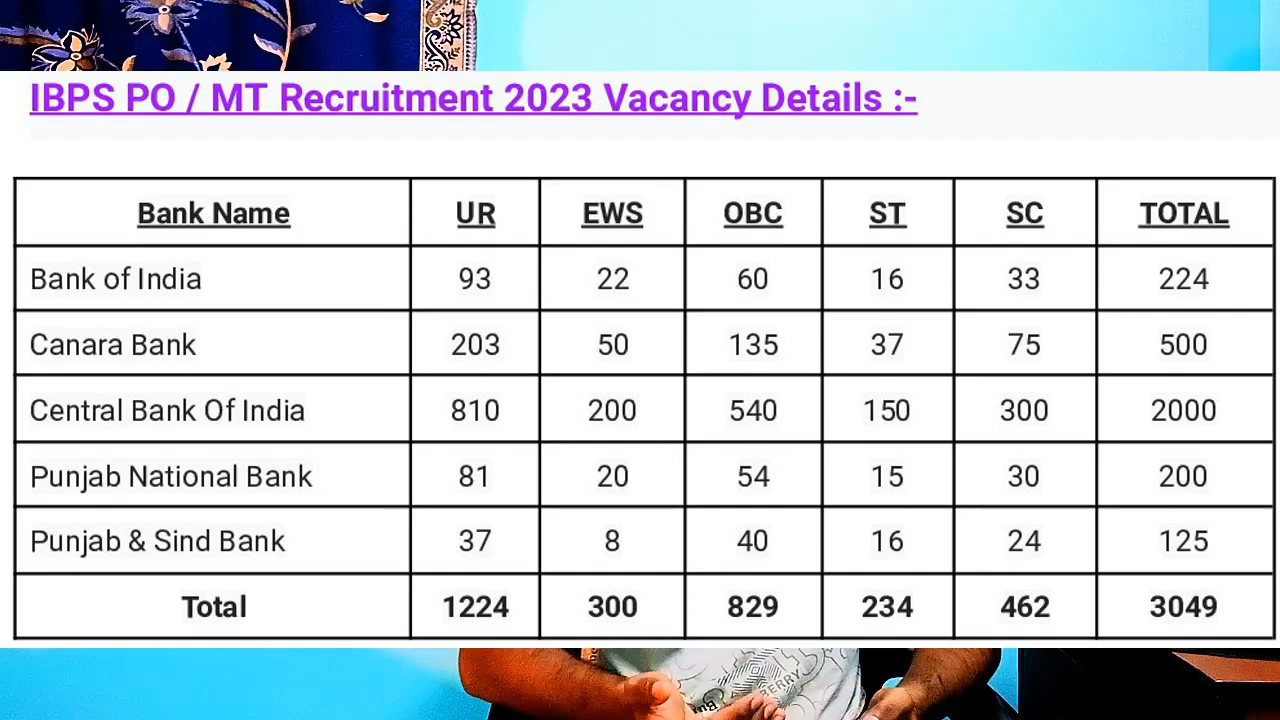 IBPS PO / MT Recruitment 2023 Vacancy Details :-
Bank Name UR EWS OBC ST SC TOTAL
Bank of India 93 22 60 16 33 224
Canara Bank 203 50 135 37 75 500
Central Bank Of India 810 200 540 150 300 2000
Punjab National Bank 81 20 54 15 30 200
Punjab & Sind Bank 37 8 40 16 24 125
Total 1224 300 829 234 462 3049